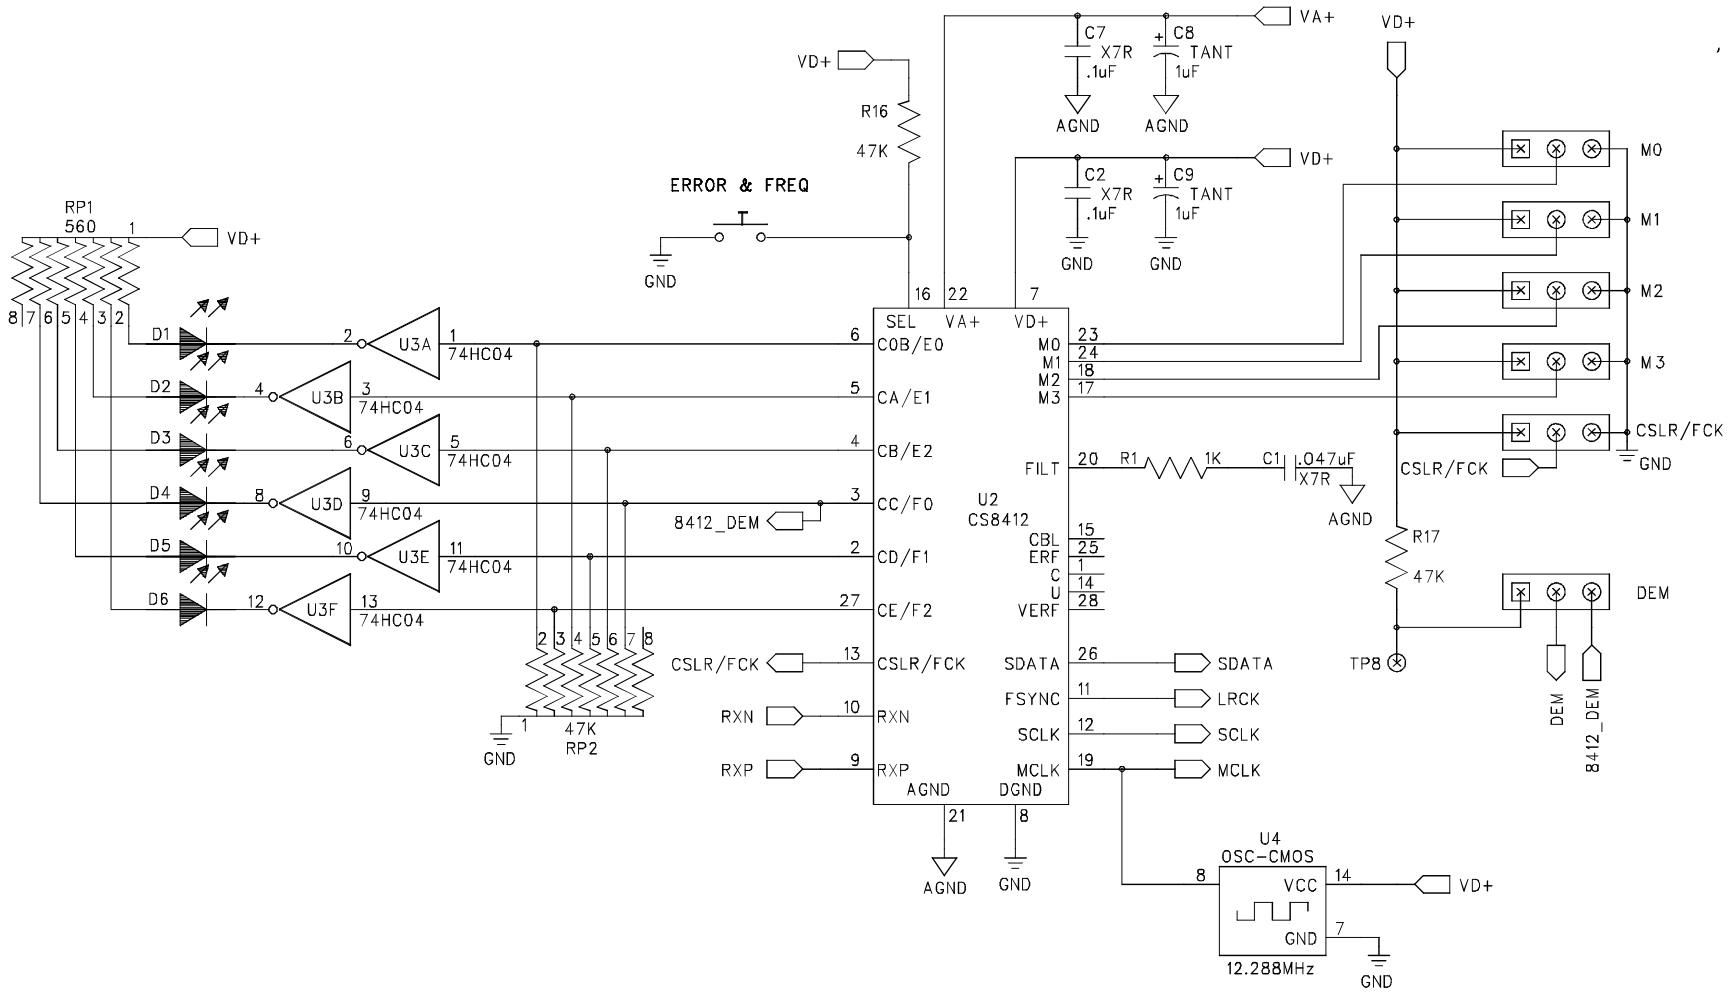 VA+
VD+
C7
X7R
.1uF
C8
TANT
1uF
AGND
AGND
VD+
R16
47K
VD+
C2
X7R
.1uF
C9
TANT
1uF
GND
GND
ERROR & FREQ
GND
RP1
560
1
VD+
8 7 6 5 4 3 2
M0
M1
M2
M3
CSLR/FCK
CSLR/FCK
GND
16
22
7
SEL
VA+
VD+
D1
2
U3A
1
74HC04
6
COB/E0
D2
4
U3B
3
74HC04
5
CA/E1
D3
6
U3C
5
74HC04
4
CB/E2
D4
8
U3D
9
74HC04
3
CC/F0
8412_DEM
D5
10
U3E
11
74HC04
2
CD/F1
D6
12
U3F
13
74HC04
27
CE/F2
M0
23
M1
24
M2
18
M3
17
FILT
20
R1
1K
C1
.047uF
X7R
AGND
U2
CS8412
CBL
15
ERF
25
C
1
U
14
VERF
28
R17
47K
DEM
TP8
DEM
8412_DEM
2 3 4 5 6 7 8
1
47K
RP2
GND
CSLR/FCK
13
CSLR/FCK
RXN
10
RXN
RXP
9
RXP
SDATA
26
SDATA
FSYNC
11
LRCK
SCLK
12
SCLK
MCLK
19
MCLK
AGND
DGND
21
8
AGND
GND
U4
OSC-CMOS
8
VCC
14
VD+
GND
7
12.288MHz
GND